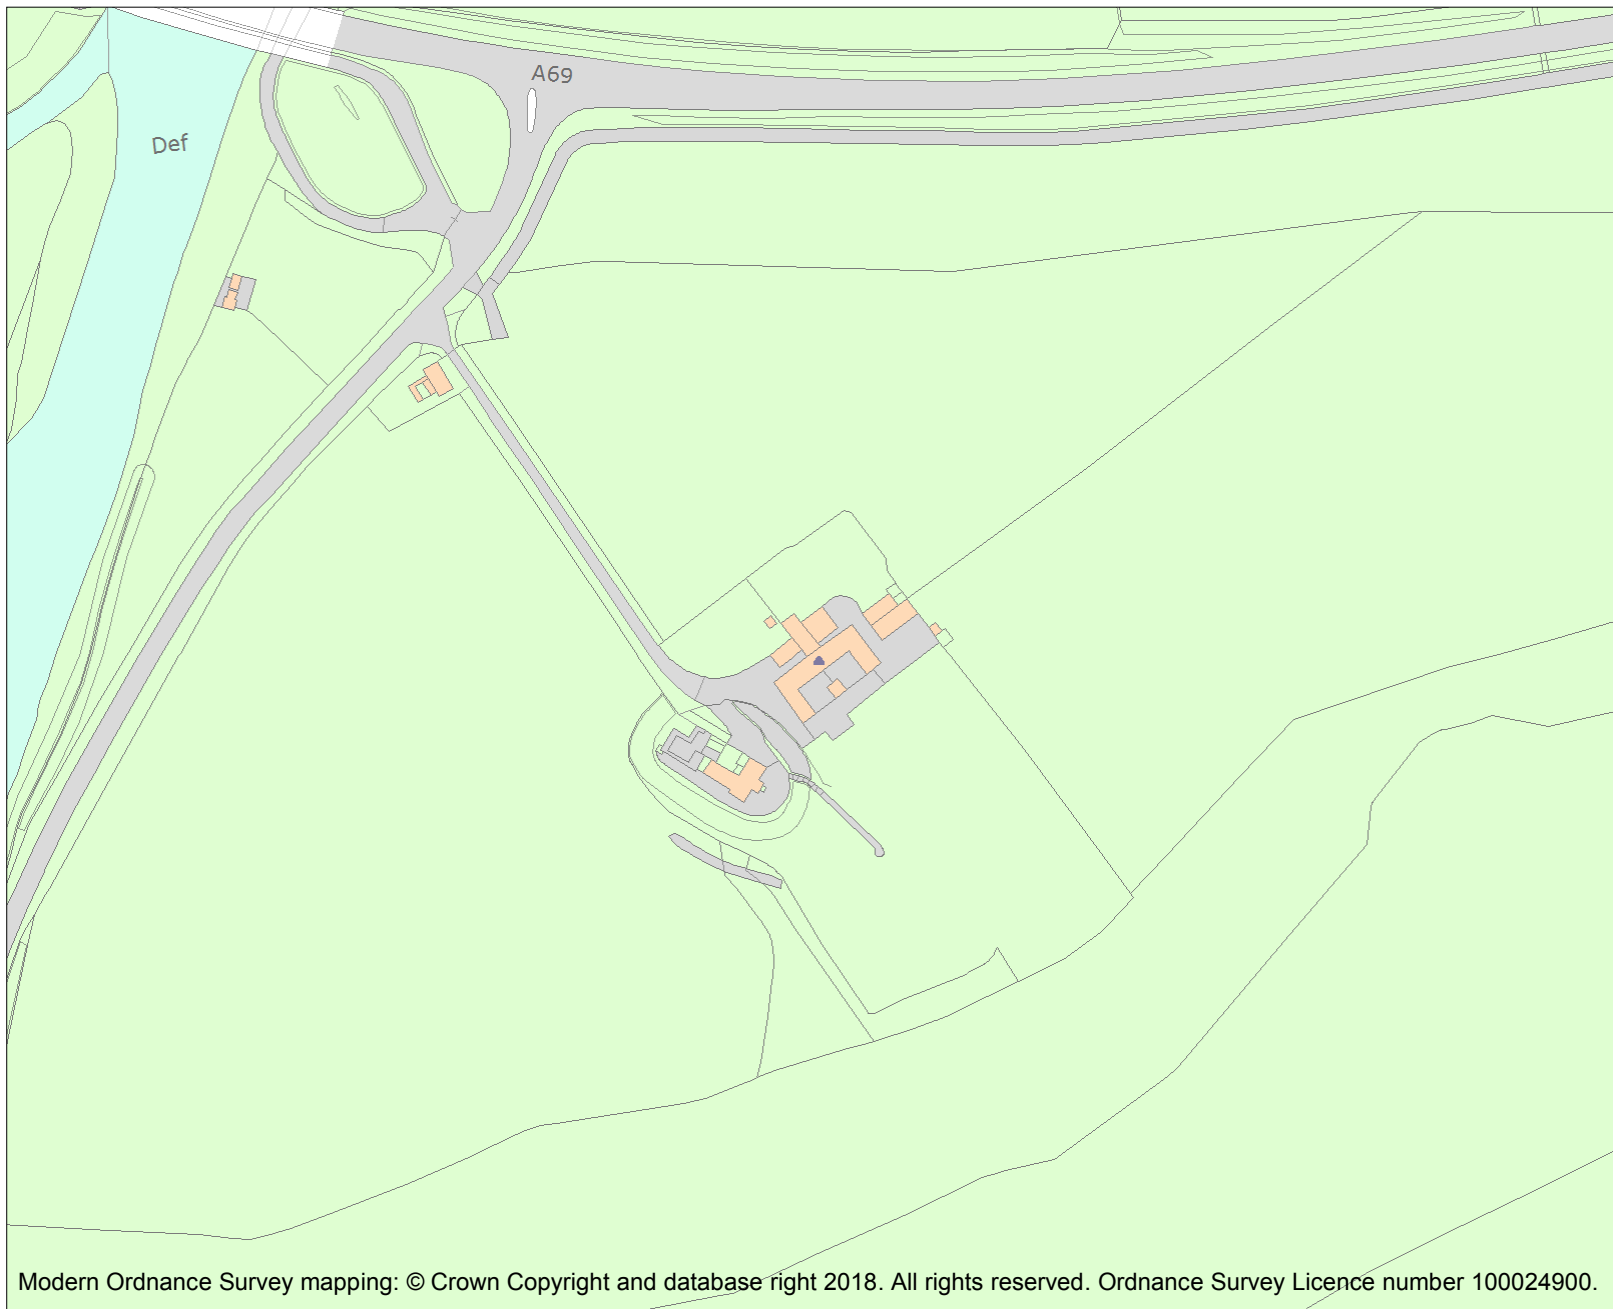 A69
Def
Modern Ordnance Survey mapping: © Crown Copyright and database right 2018. All rights reserved. Ordnance Survey Licence number 100024900.